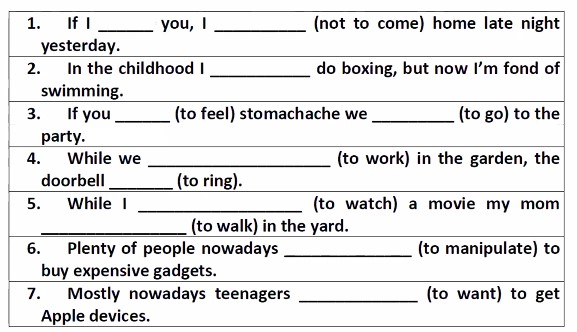 1. If I ______ you, I __________ (not to come) home late night
yesterday.
2. In the childhood I ___________ do boxing, but now I’m fond of
swimming.
3. If you ______ (to feel) stomachache we _________ (to go) to the
party.
4. While we ____________________ (to work) in the garden, the
doorbell _______ (to ring).
5. While I __________________ (to watch) a movie my mom
________________ (to walk) in the yard.
6. Plenty of people nowadays ______________ (to manipulate) to
buy expensive gadgets.
7. Mostly nowadays teenagers _____________ (to want) to get
Apple devices.